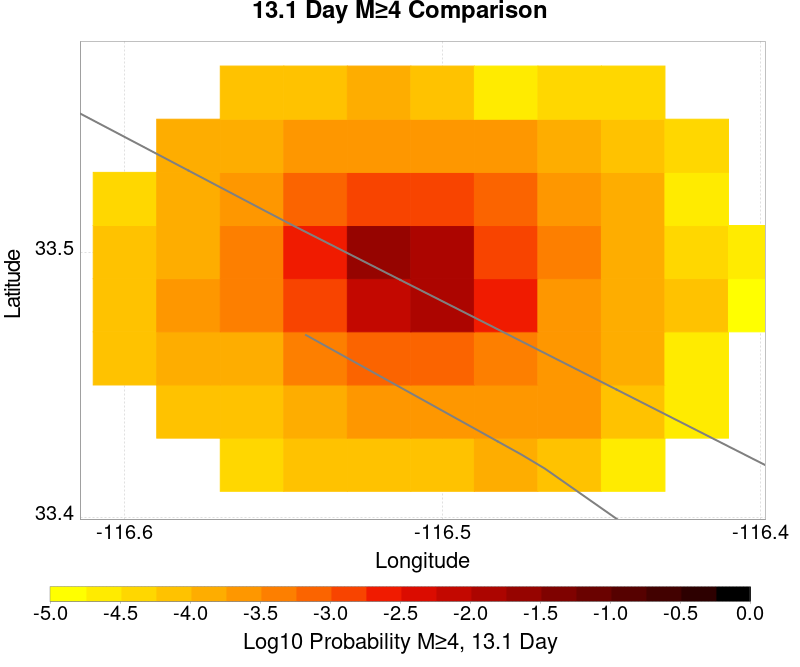 13.1 Day M≥4 Comparison
Latitude
33.5
33.4
-116.6 -116.5 -116.4
Longitude
-5.0 -4.5 -4.0 -3.5 -3.0 -2.5 -2.0 -1.5 -1.0 -0.5 0.0
Log10 Probability M≥4, 13.1 Day